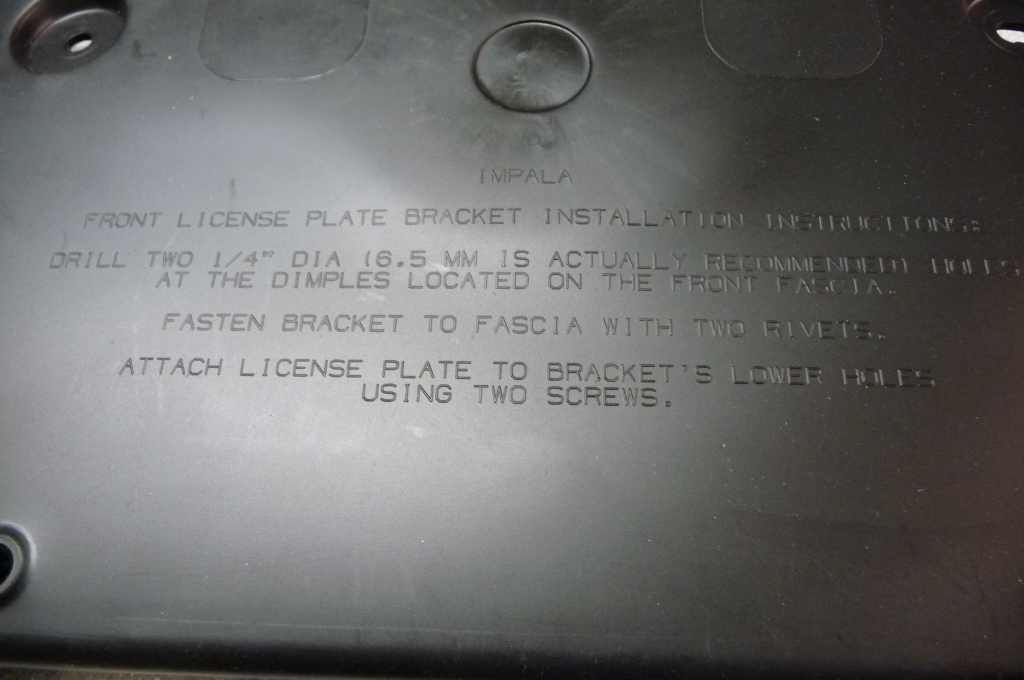 IMPALA
FRONT LICENSE PLATE BRACKET INSTALLATION INSTRUCTIONS:
DRILL TWO 1/4" DIA (6.5 MM IS ACTUALLY RECOMMENDED) HOLES
AT THE DIMPLES LOCATED ON THE FRONT FASCIA.
FASTEN BRACKET TO FASCIA WITH TWO RIVETS.
ATTACH LICENSE PLATE TO BRACKET'S LOWER HOLES
USING TWO SCREWS.